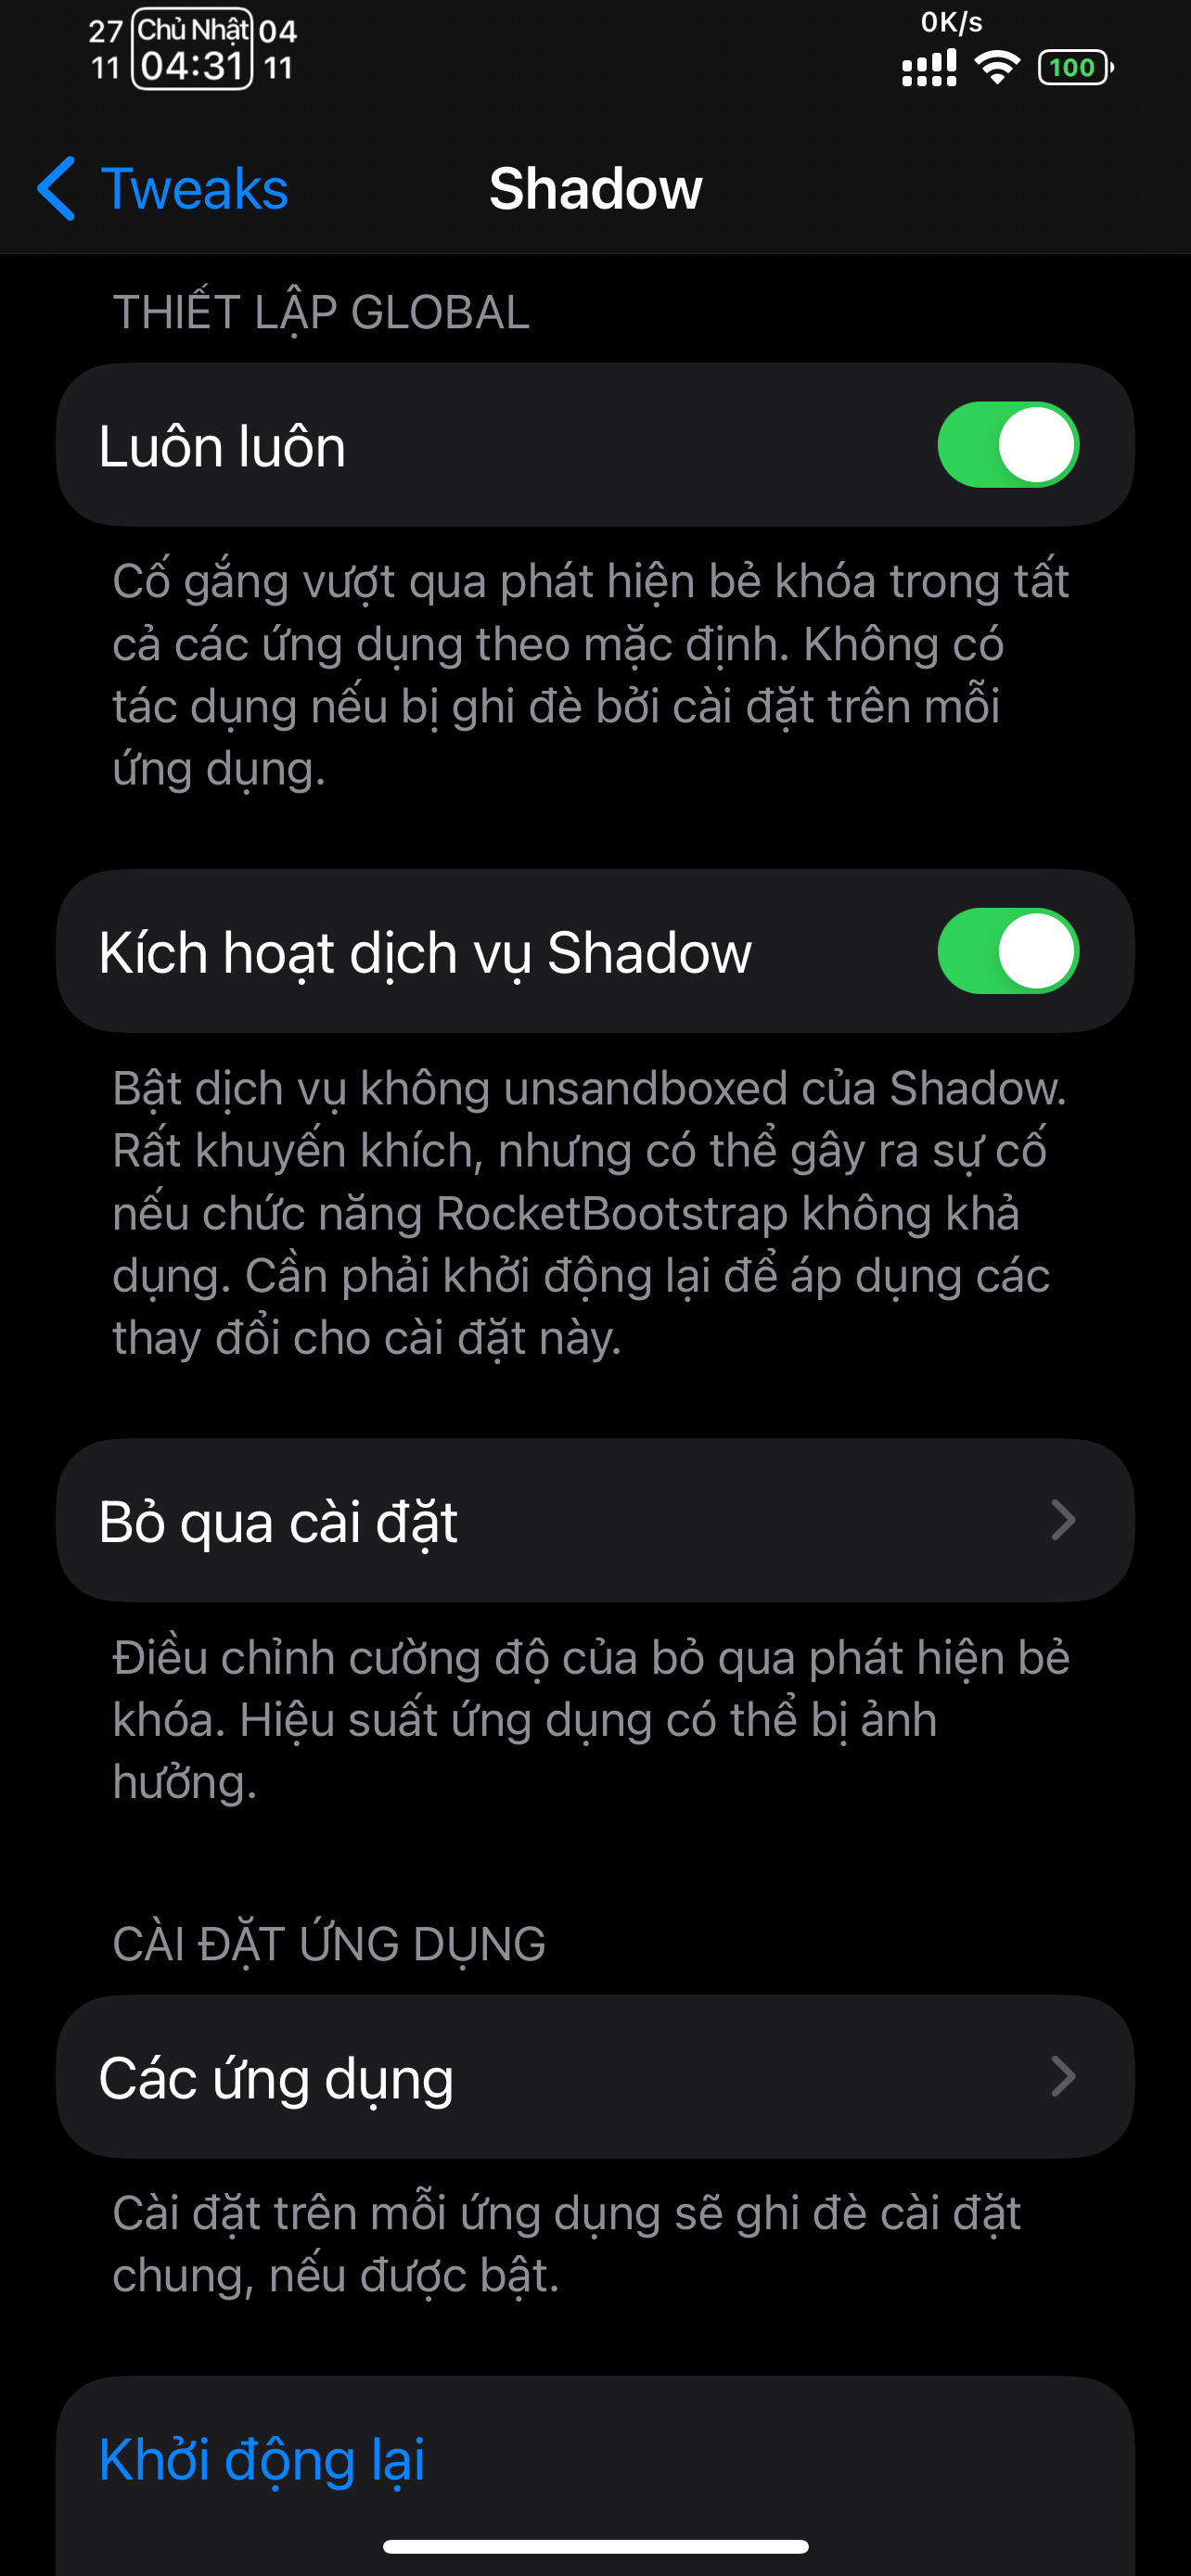 27 Chủ Nhật 04
11 04:31 11
0K/s
100
Tweaks
Shadow
THIẾT LẬP GLOBAL
Luôn luôn
Cố gắng vượt qua phát hiện bẻ khóa trong tất
cả các ứng dụng theo mặc định. Không có
tác dụng nếu bị ghi đè bởi cài đặt trên mỗi
ứng dụng.
Kích hoạt dịch vụ Shadow
Bật dịch vụ không unsandboxed của Shadow.
Rất khuyến khích, nhưng có thể gây ra sự cố
nếu chức năng RocketBootstrap không khả
dụng. Cần phải khởi động lại để áp dụng các
thay đổi cho cài đặt này.
Bỏ qua cài đặt
Điều chỉnh cường độ của bỏ qua phát hiện bẻ
khóa. Hiệu suất ứng dụng có thể bị ảnh
hưởng.
CÀI ĐẶT ỨNG DỤNG
Các ứng dụng
Cài đặt trên mỗi ứng dụng sẽ ghi đè cài đặt
chung, nếu được bật.
Khởi động lại